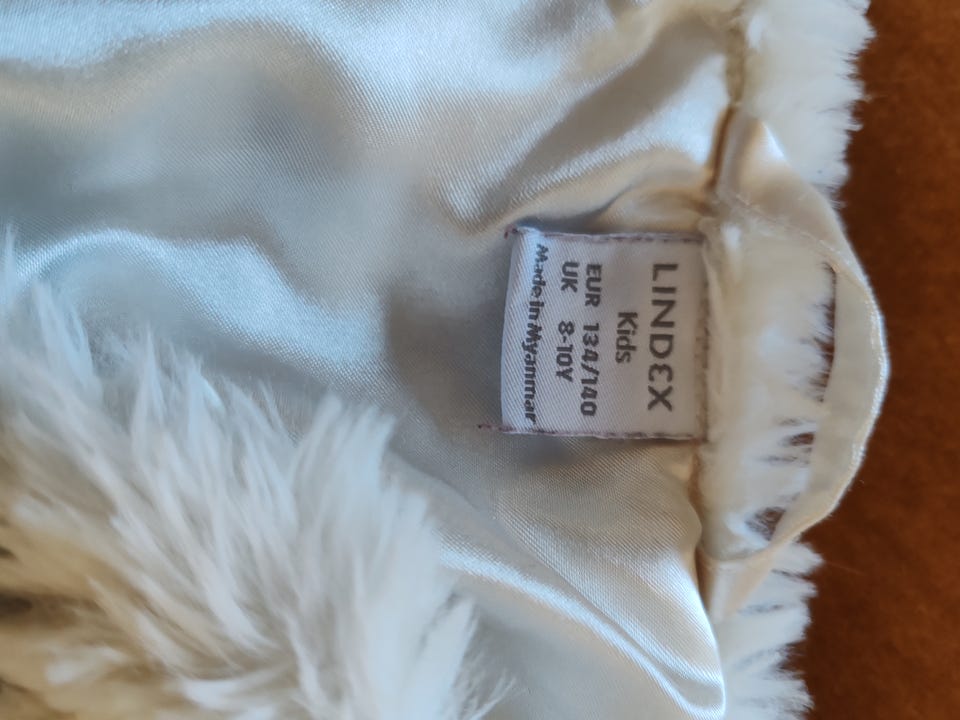 LINDEX
Kids
EUR 134/140
UK 8-10Y
Made in Myanmar